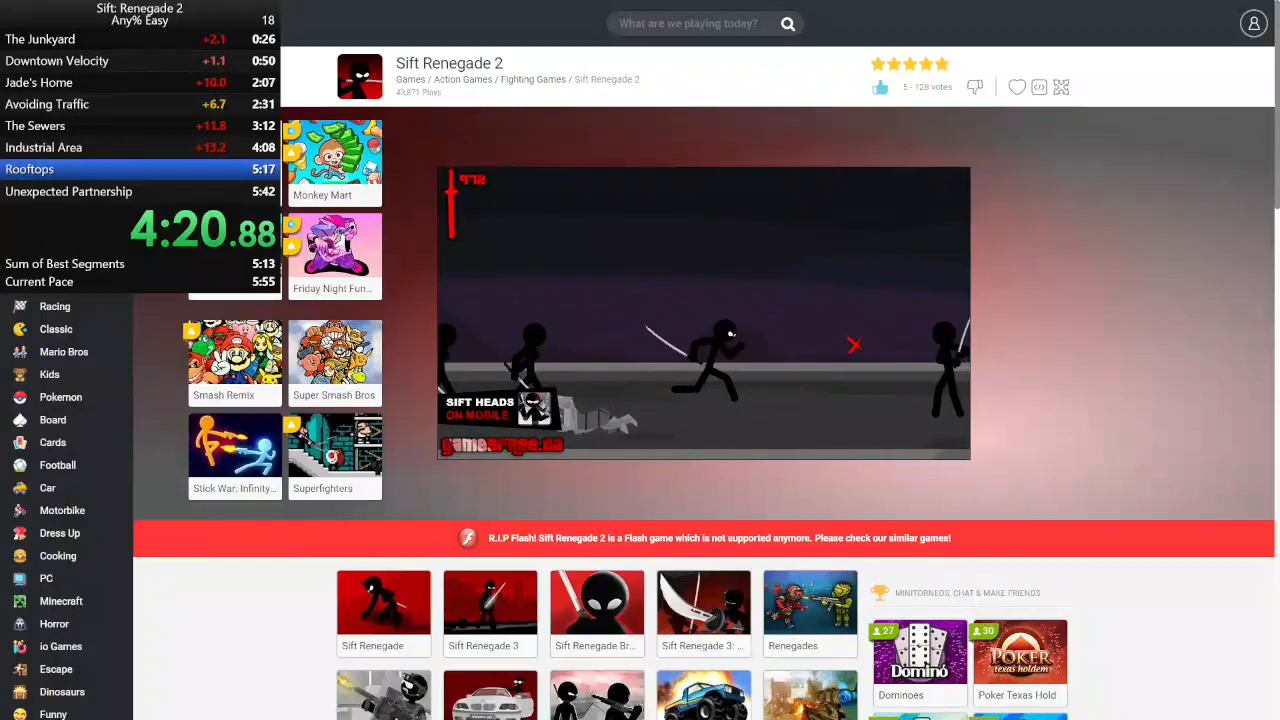 Sift: Renegade 2
Any% Easy 18
The Junkyard +2.1 0:26
Downtown Velocity +1.1 0:50
Jade's Home +10.0 2:07
Avoiding Traffic +6.7 2:31
The Sewers +11.8 3:12
Industrial Area +13.2 4:08
Rooftops 5:17
Unexpected Partnership 5:42
4:20.88
Sum of Best Segments 5:13
Current Pace 5:55
Racing
Classic
Mario Bros
Kids
Pokemon
Board
Cards
Football
Car
Motorbike
Dress Up
Cooking
PC
Minecraft
Horror
io Games
Escape
Dinosaurs
Funny
What are we playing today?
Sift Renegade 2
Games / Action Games / Fighting Games / Sift Renegade 2
43,871 Plays
5 - 128 votes
Monkey Mart
Friday Night Fun...
Smash Remix
Super Smash Bros
Stick War: Infinity...
Superfighters
972
SIFT HEADS
ON MOBILE
gamesfree.ca
R.I.P Flash! Sift Renegade 2 is a Flash game which is not supported anymore. Please check our similar games!
Sift Renegade
Sift Renegade 3
Sift Renegade Br...
Sift Renegade 3: ...
Renegades
MINITORNEOS, CHAT & MAKE FRIENDS
27
Domino
Dominoes
30
POKER
texas holdem
Poker Texas Hold